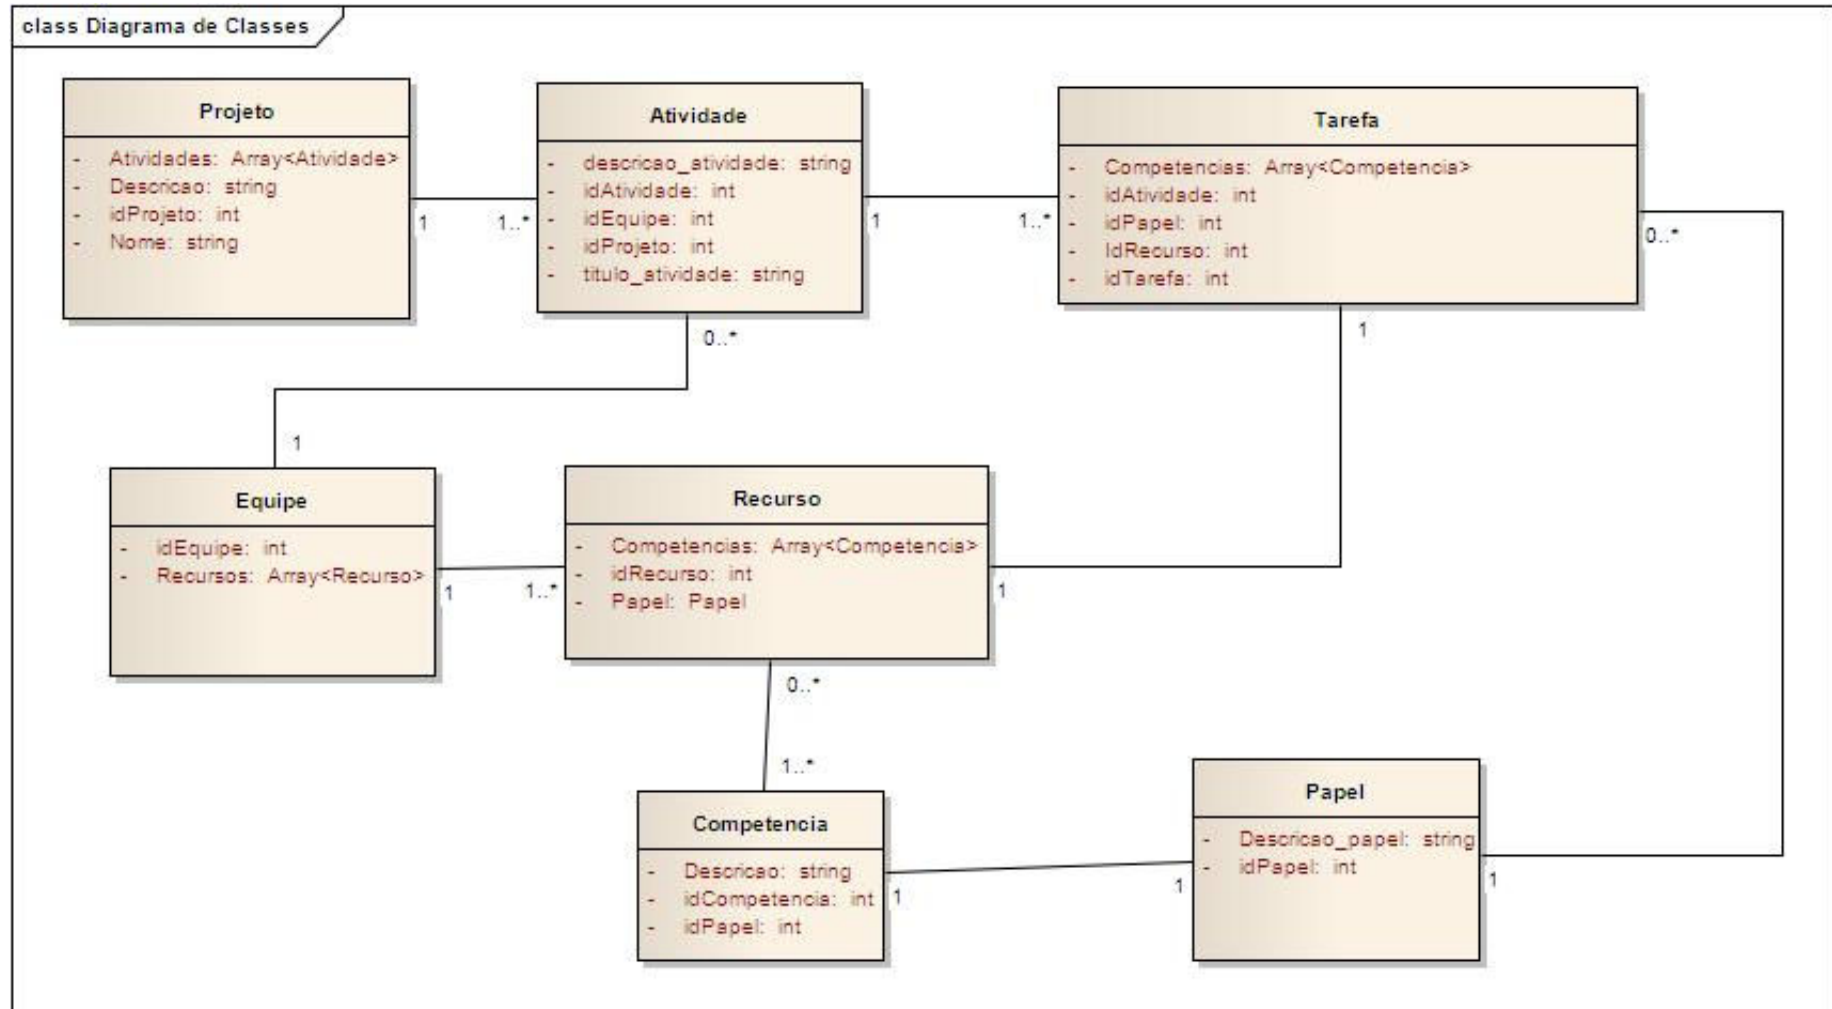 class Diagrama de Classes
Projeto
- Atividades: Array<Atividade>
- Descricao: string
- idProjeto: int
- Nome: string
1
1..*
Atividade
- descricao_atividade: string
- idAtividade: int
- idEquipe: int
- idProjeto: int
- titulo_atividade: string
1
1..*
Tarefa
- Competencias: Array<Competencia>
- idAtividade: int
- idPapel: int
- IdRecurso: int
- idTarefa: int
0..*
0..*
1
1
Equipe
- idEquipe: int
- Recursos: Array<Recurso>
1
1..*
Recurso
- Competencias: Array<Competencia>
- idRecurso: int
- Papel: Papel
1
0..*
1..*
Competencia
- Descricao: string
- idCompetencia: int
- idPapel: int
1
1
Papel
- Descricao_papel: string
- idPapel: int
1